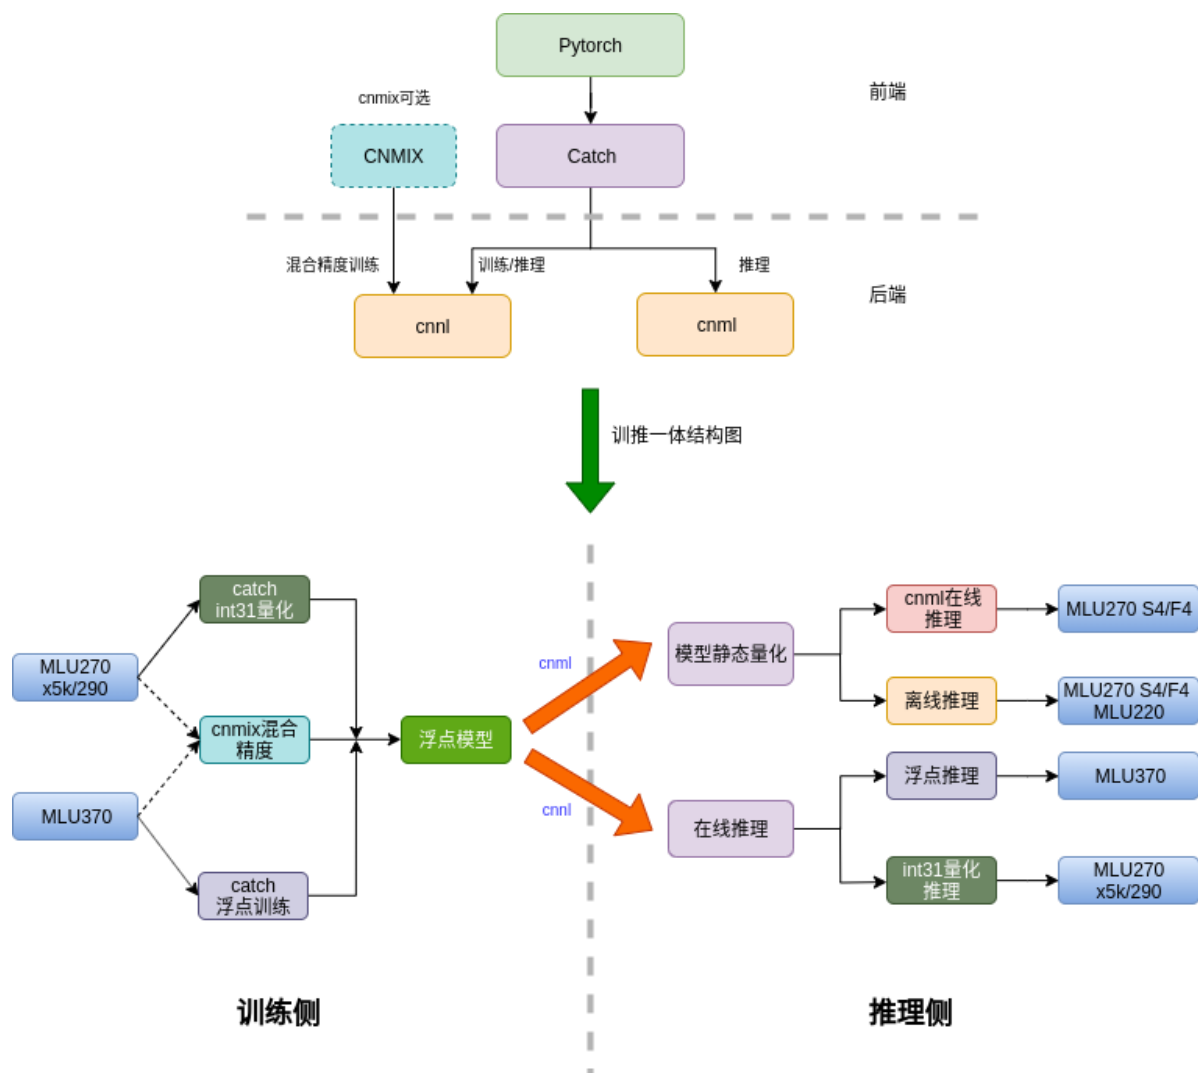 Pytorch
前端
cnmix可选
CNMIX
Catch
混合精度训练
训练/推理
推理
后端
cnnl
cnml
训推一体结构图
catch
int31量化
MLU270
x5k/290
cnmix混合
精度
MLU370
catch
浮点训练
浮点模型
cnml
cnnl
模型静态量化
cnml在线
推理
MLU270 S4/F4
离线推理
MLU270 S4/F4
MLU220
在线推理
浮点推理
MLU370
int31量化
推理
MLU270
x5k/290
训练侧
推理侧